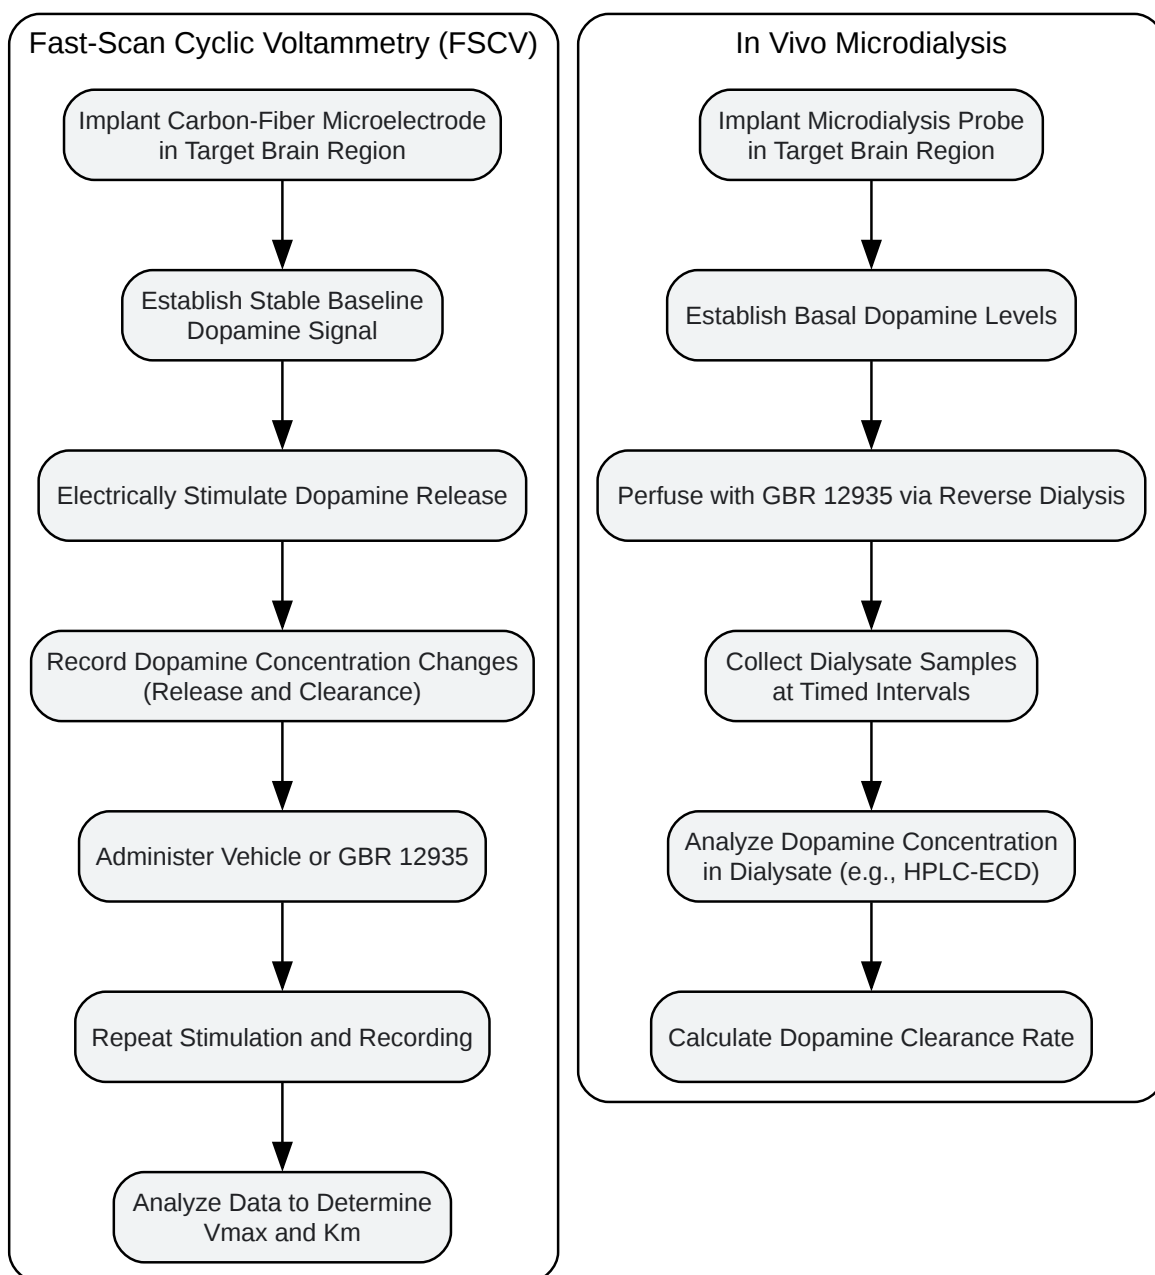 Fast-Scan Cyclic Voltammetry (FSCV)
Implant Carbon-Fiber Microelectrode
in Target Brain Region
Establish Stable Baseline
Dopamine Signal
Electrically Stimulate Dopamine Release
Record Dopamine Concentration Changes
(Release and Clearance)
Administer Vehicle or GBR 12935
Repeat Stimulation and Recording
Analyze Data to Determine
Vmax and Km
In Vivo Microdialysis
Implant Microdialysis Probe
in Target Brain Region
Establish Basal Dopamine Levels
Perfuse with GBR 12935 via Reverse Dialysis
Collect Dialysate Samples
at Timed Intervals
Analyze Dopamine Concentration
in Dialysate (e.g., HPLC-ECD)
Calculate Dopamine Clearance Rate